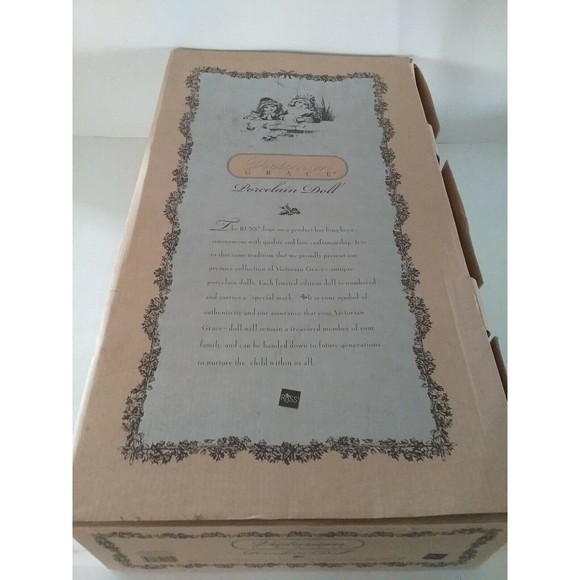 Victorian
GRACE
Porcelain Doll
The RUSS® logo on a product has long been
synonymous with quality and fine craftsmanship. It is
in this same tradition that we proudly present our
premier collection of Victorian Grace antique
porcelain dolls. Each limited edition doll is numbered
and carries a special mark. It is your symbol of
authenticity and our assurance that your Victorian
Grace doll will remain a treasured member of your
family and can be handed down to future generations
to nurture the child within us all.
RUSS